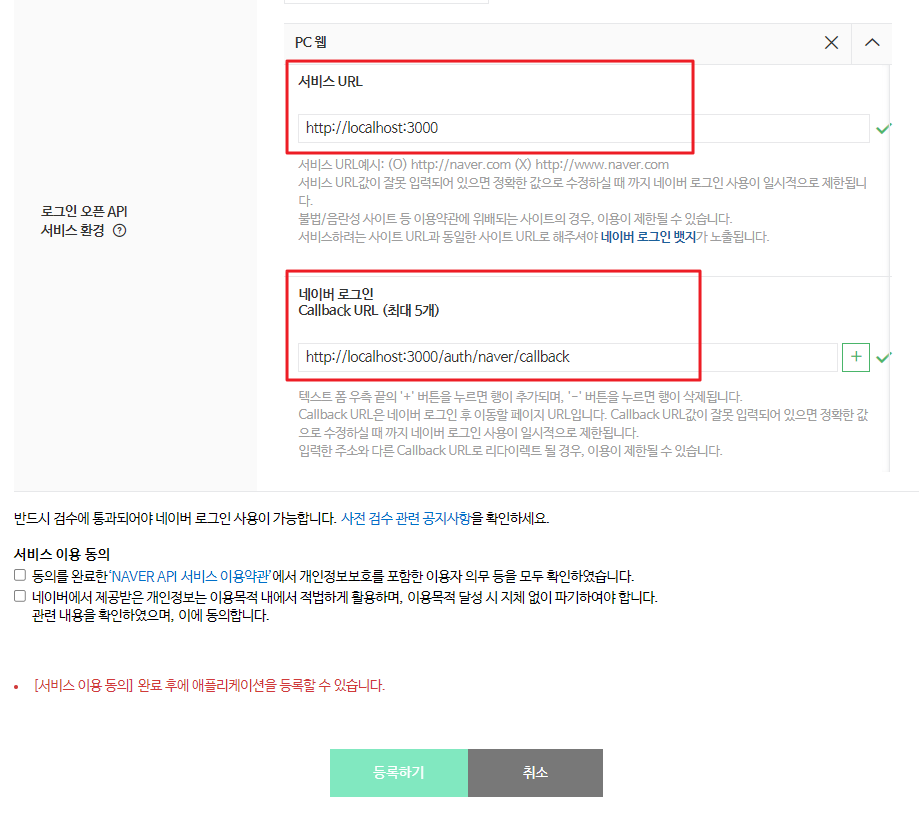 PC 웹
서비스 URL
http://localhost:3000
서비스 URL예시: (O) http://naver.com (X) http://www.naver.com
서비스 URL값이 잘못 입력되어 있으면 정확한 값으로 수정하실 때 까지 네이버 로그인 사용이 일시적으로 제한됩니
다.
불법/음란성 사이트 등 이용약관에 위배되는 사이트의 경우, 이용이 제한될 수 있습니다.
서비스하려는 사이트 URL과 동일한 사이트 URL로 해주셔야 네이버 로그인 뱃지가 노출됩니다.
로그인 오픈 API
서비스 환경 ?
네이버 로그인
Callback URL (최대 5개)
http://localhost:3000/auth/naver/callback
+
텍스트 폼 우측 끝의 '+' 버튼을 누르면 행이 추가되며, '-' 버튼을 누르면 행이 삭제됩니다.
Callback URL은 네이버 로그인 후 이동할 페이지 URL입니다. Callback URL값이 잘못 입력되어 있으면 정확한 값
으로 수정하실 때 까지 네이버 로그인 사용이 일시적으로 제한됩니다.
입력한 주소와 다른 Callback URL로 리다이렉트 될 경우, 이용이 제한될 수 있습니다.
반드시 검수에 통과되어야 네이버 로그인 사용이 가능합니다. 사전 검수 관련 공지사항을 확인하세요.
서비스 이용 동의
동의를 완료한 'NAVER API 서비스 이용약관'에서 개인정보보호를 포함한 이용자 의무 등을 모두 확인하였습니다.
네이버에서 제공받은 개인정보는 이용목적 내에서 적법하게 활용하며, 이용목적 달성 시 지체 없이 파기하여야 합니다.
관련 내용을 확인하였으며, 이에 동의합니다.
• [서비스 이용 동의] 완료 후에 애플리케이션을 등록할 수 있습니다.
등록하기
취소